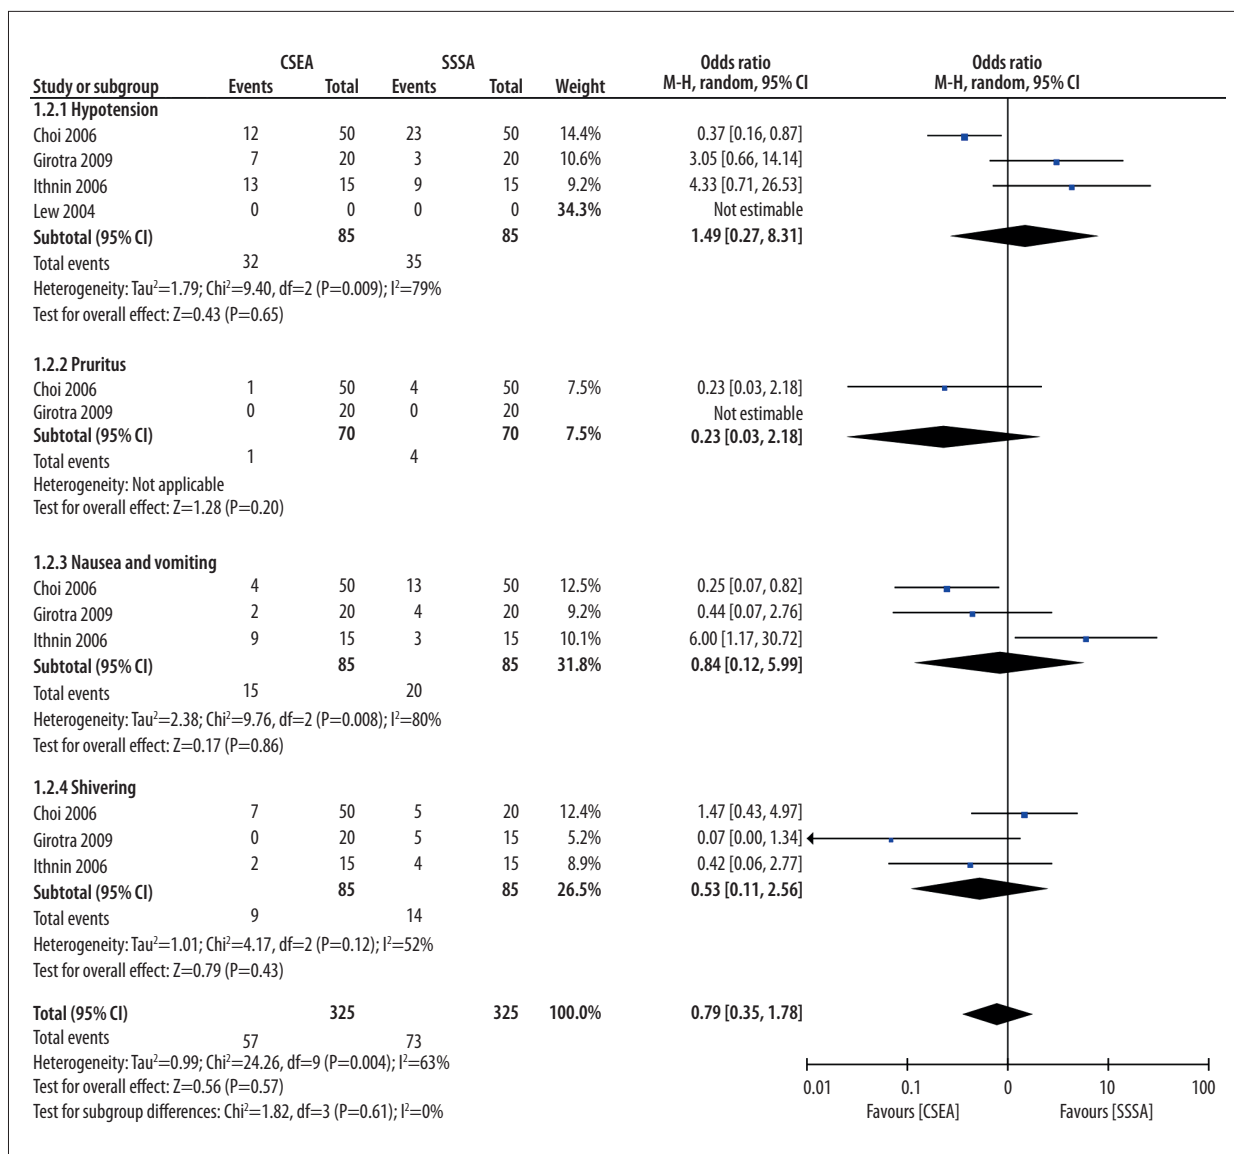 CSEA SSSA Odds ratio Odds ratio
Study or subgroup Events Total Events Total Weight M-H, random, 95% CI M-H, random, 95% CI
1.2.1 Hypotension
Choi 2006 12 50 23 50 14.4% 0.37 [0.16, 0.87]
Girotra 2009 7 20 3 20 10.6% 3.05 [0.66, 14.14]
Ithnin 2006 13 15 9 15 9.2% 4.33 [0.71, 26.53]
Lew 2004 0 0 0 0 34.3% Not estimable
Subtotal (95% CI) 85 85 1.49 [0.27, 8.31]
Total events 32 35
Heterogeneity: Tau²=1.79; Chi²=9.40, df=2 (P=0.009); I²=79%
Test for overall effect: Z=0.43 (P=0.65)
1.2.2 Pruritus
Choi 2006 1 50 4 50 7.5% 0.23 [0.03, 2.18]
Girotra 2009 0 20 0 20 Not estimable
Subtotal (95% CI) 70 70 7.5% 0.23 [0.03, 2.18]
Total events 1 4
Heterogeneity: Not applicable
Test for overall effect: Z=1.28 (P=0.20)
1.2.3 Nausea and vomiting
Choi 2006 4 50 13 50 12.5% 0.25 [0.07, 0.82]
Girotra 2009 2 20 4 20 9.2% 0.44 [0.07, 2.76]
Ithnin 2006 9 15 3 15 10.1% 6.00 [1.17, 30.72]
Subtotal (95% CI) 85 85 31.8% 0.84 [0.12, 5.99]
Total events 15 20
Heterogeneity: Tau²=2.38; Chi²=9.76, df=2 (P=0.008); I²=80%
Test for overall effect: Z=0.17 (P=0.86)
1.2.4 Shivering
Choi 2006 7 50 5 20 12.4% 1.47 [0.43, 4.97]
Girotra 2009 0 20 5 15 5.2% 0.07 [0.00, 1.34]
Ithnin 2006 2 15 4 15 8.9% 0.42 [0.06, 2.77]
Subtotal (95% CI) 85 85 26.5% 0.53 [0.11, 2.56]
Total events 9 14
Heterogeneity: Tau²=1.01; Chi²=4.17, df=2 (P=0.12); I²=52%
Test for overall effect: Z=0.79 (P=0.43)
Total (95% CI) 325 325 100.0% 0.79 [0.35, 1.78]
Total events 57 73
Heterogeneity: Tau²=0.99; Chi²=24.26, df=9 (P=0.004); I²=63%
Test for overall effect: Z=0.56 (P=0.57)
Test for subgroup differences: Chi²=1.82, df=3 (P=0.61); I²=0%
0.01 0.1 0 10 100
Favours [CSEA] Favours [SSSA]